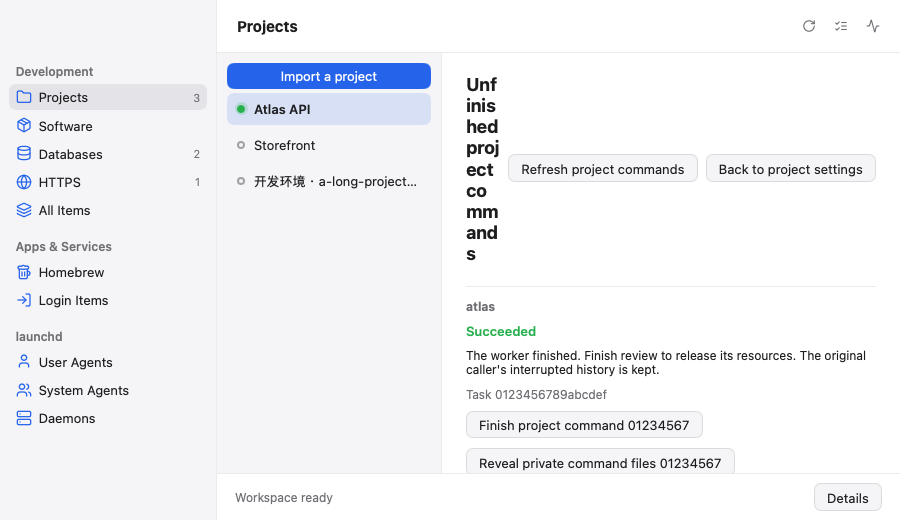 Projects
Development
Projects 3
Software
Databases 2
HTTPS 1
All Items
Apps & Services
Homebrew
Login Items
launchd
User Agents
System Agents
Daemons
Import a project
Atlas API
Storefront
开发环境 · a-long-project...
Unf
inis
hed
proj
ect
co
mm
and
s
Refresh project commands
Back to project settings
atlas
Succeeded
The worker finished. Finish review to release its resources. The original
caller's interrupted history is kept.
Task 0123456789abcdef
Finish project command 01234567
Reveal private command files 01234567
Workspace ready
Details